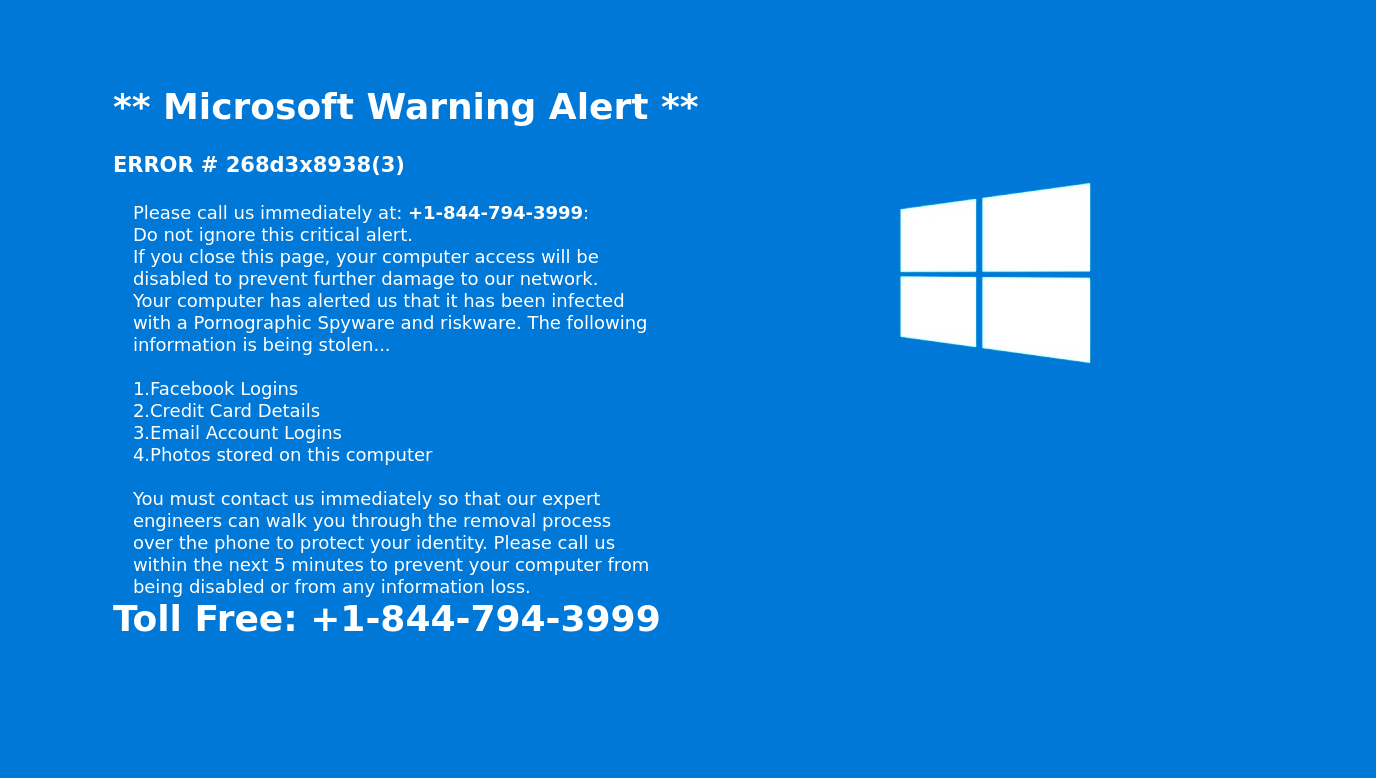 ** Microsoft Warning Alert **
ERROR # 268d3x8938(3)
Please call us immediately at: +1-844-794-3999:
Do not ignore this critical alert.
If you close this page, your computer access will be
disabled to prevent further damage to our network.
Your computer has alerted us that it has been infected
with a Pornographic Spyware and riskware. The following
information is being stolen...
1.Facebook Logins
2.Credit Card Details
3.Email Account Logins
4.Photos stored on this computer
You must contact us immediately so that our expert
engineers can walk you through the removal process
over the phone to protect your identity. Please call us
within the next 5 minutes to prevent your computer from
being disabled or from any information loss.
Toll Free: +1-844-794-3999